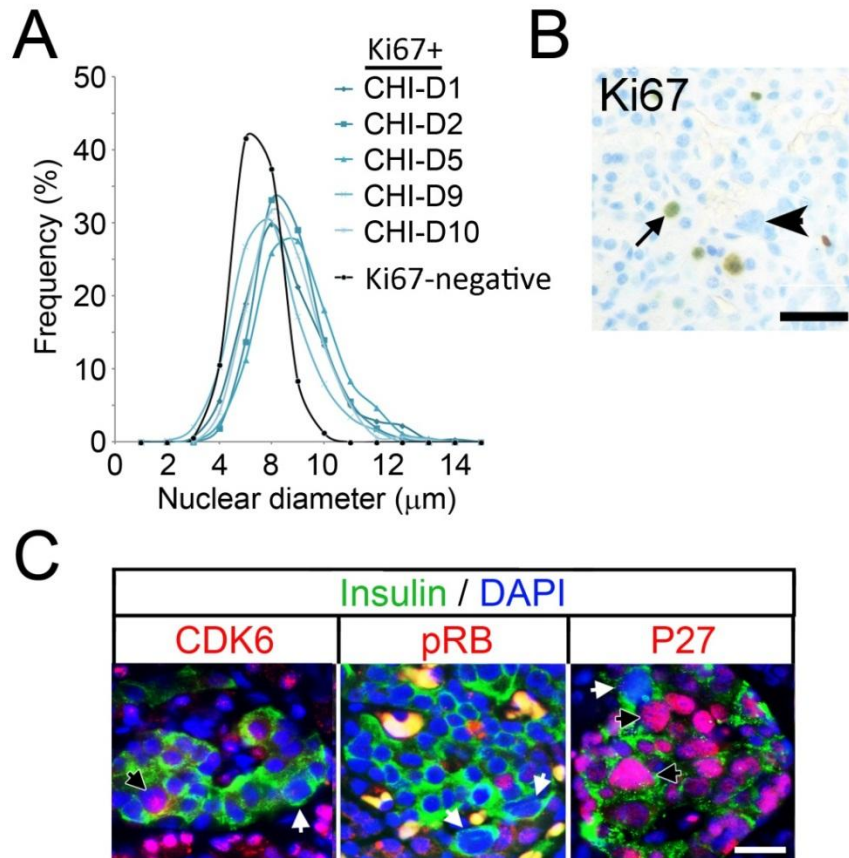 A
Ki67+
CHI-D1
CHI-D2
CHI-D5
CHI-D9
CHI-D10
Ki67-negative
50
40
30
20
10
0
Frequency (%)
0 2 4 6 8 10 12 14
Nuclear diameter (μm)
B
Ki67
C
Insulin / DAPI
CDK6 pRB P27